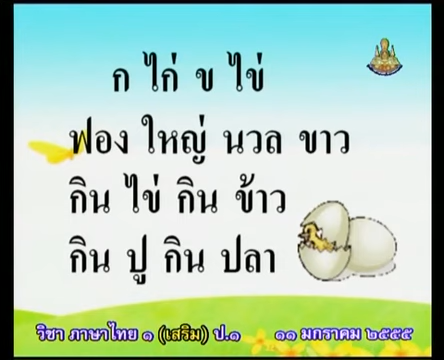 ก ไก่ ข ไข่
ฟอง ใหญ่ นวล ขาว
กิน ไข่ กิน ข้าว
กิน ปู กิน ปลา
วิชา ภาษาไทย ๑ (เสริม) ป.๑ ๑๑ มกราคม ๒๕๕๕